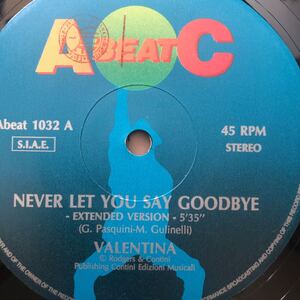 A BEAT C
Abeat 1032 A
S.I.A.E.
45 RPM
STEREO
NEVER LET YOU SAY GOODBYE
- EXTENDED VERSION - 5'35"
(G. Pasquini-M. Gulinelli)
VALENTINA
© Rodgers & Contini
Publishing Contini Edizioni Musicali